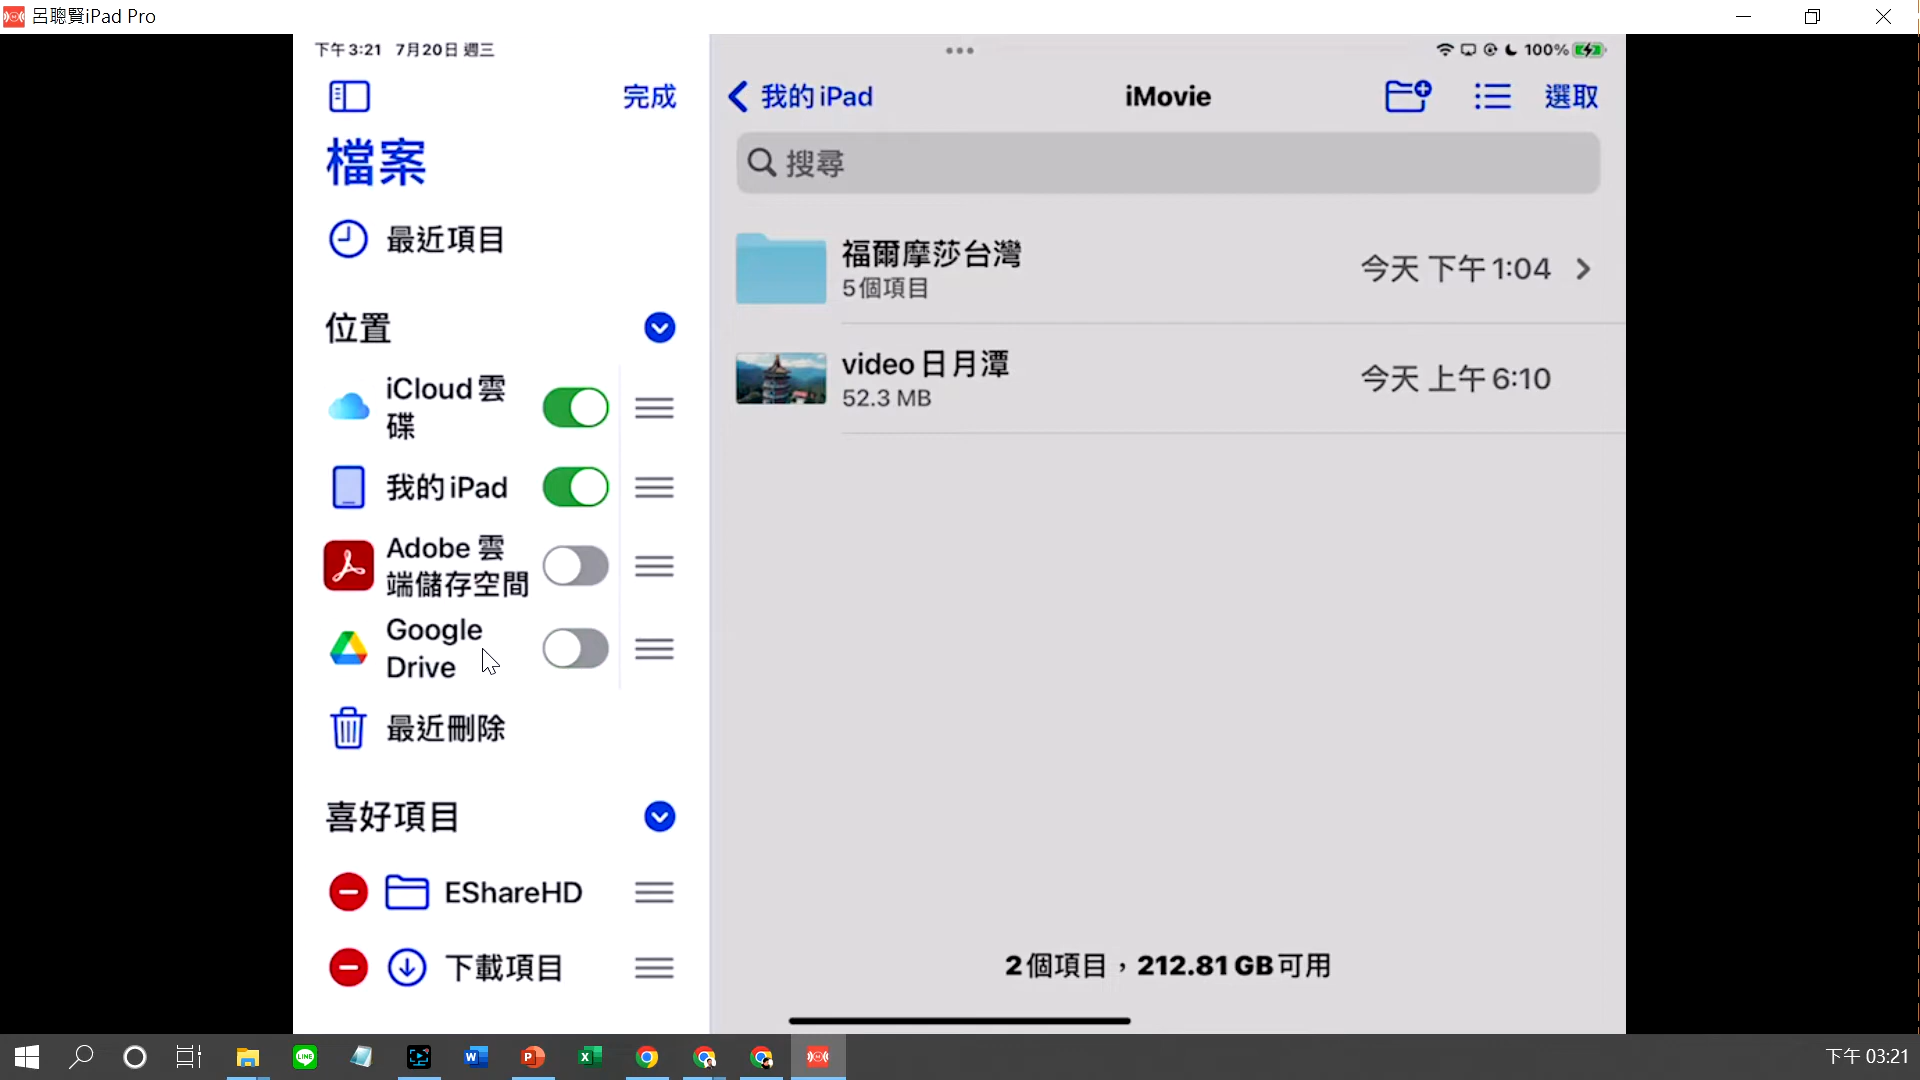 呂聰賢iPad Pro
下午3:21 7月20日 週三
100%
完成
檔案
最近項目
位置
iCloud雲
碟
我的iPad
Adobe 雲
端儲存空間
Google
Drive
最近刪除
喜好項目
EShareHD
下載項目
我的iPad
iMovie
選取
搜尋
福爾摩莎台灣
5個項目
今天 下午1:04
video日月潭
52.3 MB
今天 上午6:10
2個項目，212.81 GB可用
下午 03:21